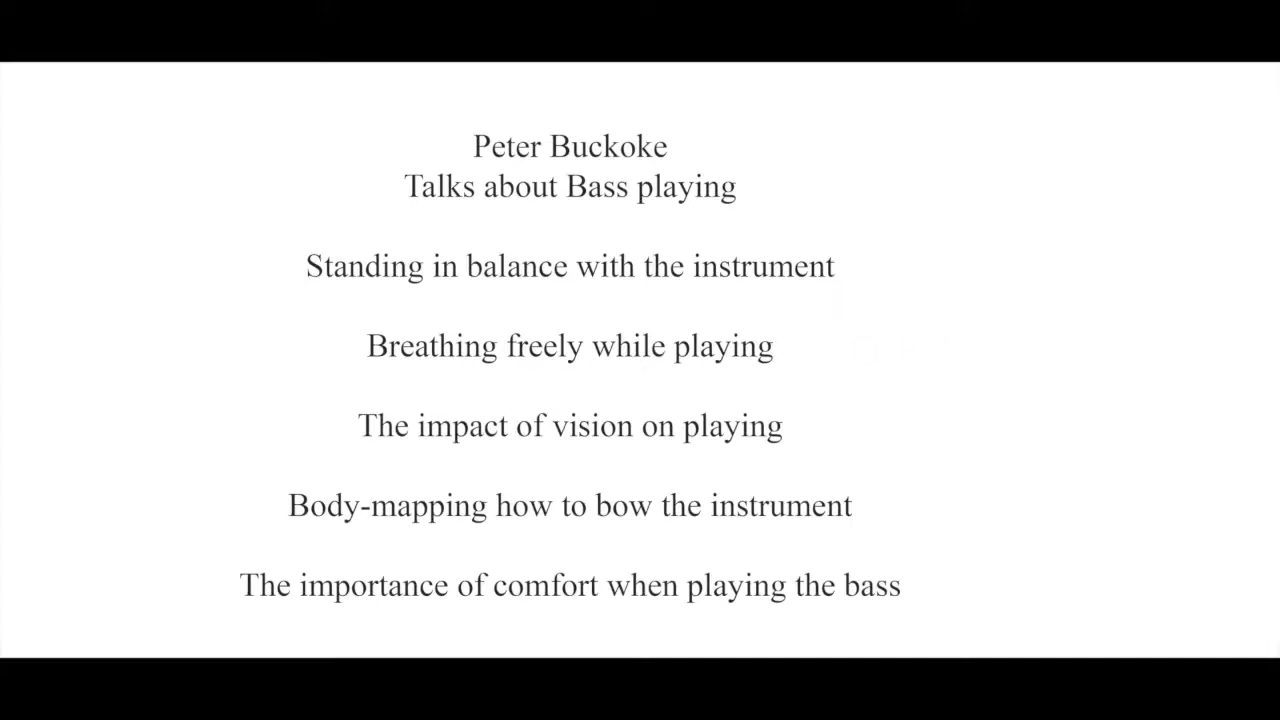 Peter Buckoke
Talks about Bass playing
Standing in balance with the instrument
Breathing freely while playing
The impact of vision on playing
Body-mapping how to bow the instrument
The importance of comfort when playing the bass